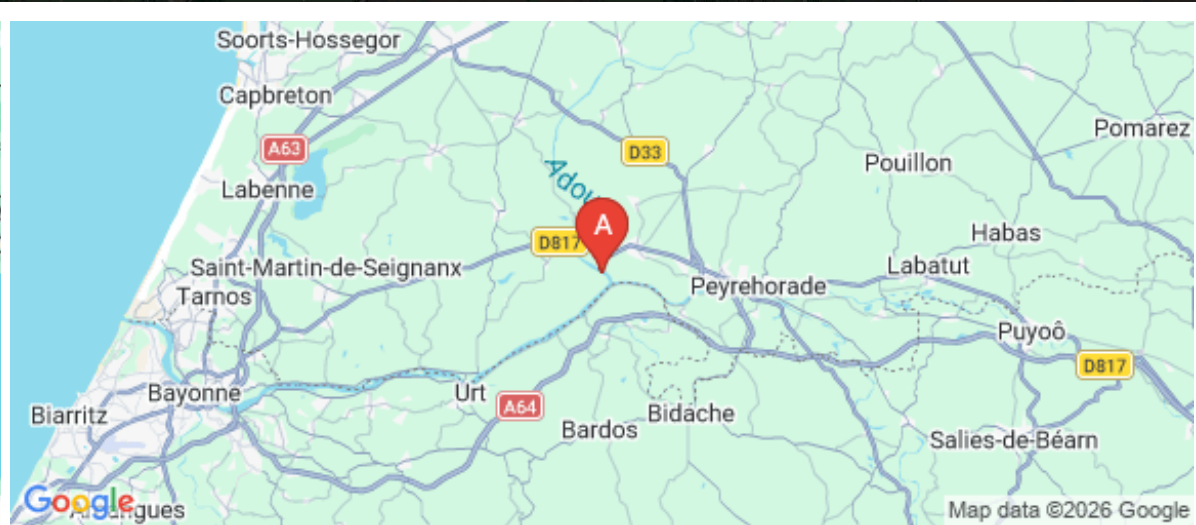 Soorts-Hossegor
Capbreton
A63
D33
Pomarez
Pouillon
Labenne
Adou
A
D817
Habas
Saint-Martin-de-Seignanx
Labatut
Tarnos
Peyrehorade
Puyoô
D817
Bayonne
Urt
A64
Biarritz
Bidache
Bardos
Salies-de-Béarn
Google
ngues
Map data ©2026 Google